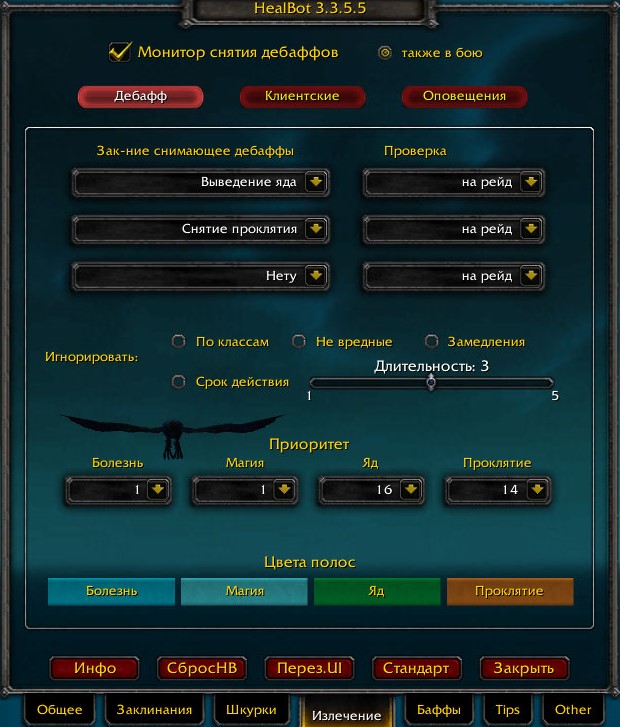 HealBot 3.3.5.5
Монитор снятия дебаффов также в бою
Дебафф Клиентские Оповещения
Зак-ние снимающее дебаффы Проверка
Выведение яда на рейд
Снятие проклятия на рейд
Нету на рейд
По классам Не вредные Замедления
Игнорировать:
Длительность: 3
Срок действия
1 5
Приоритет
Болезнь Магия Яд Проклятие
1 1 16 14
Цвета полос
Болезнь Магия Яд Проклятие
Инфо СбросНВ Перез.UI Стандарт Закрыть
Общее Заклинания Шкурки Излечение Баффы Tips Other